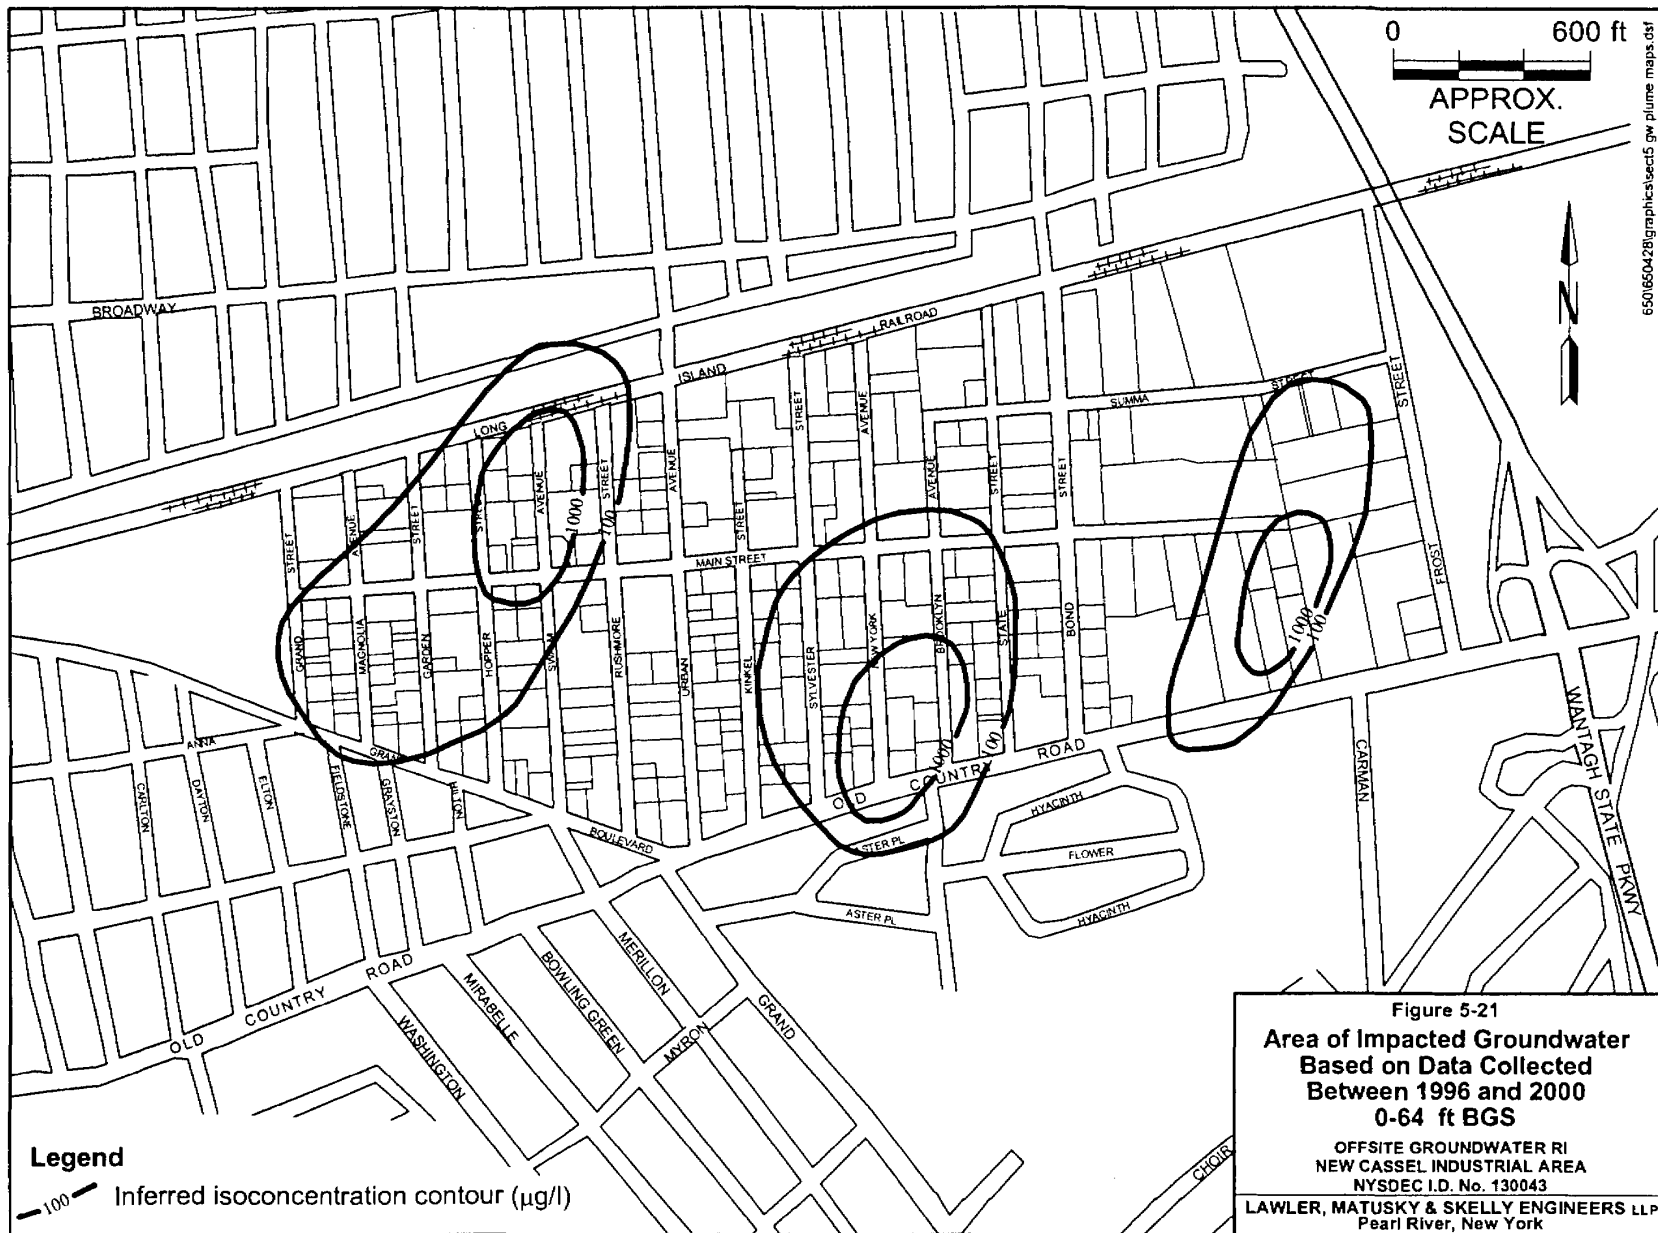 0 600 ft
APPROX.
SCALE
650\650428\graphics\sect5 gw plume maps.dsf
N
BROADWAY
LONG
ISLAND
RAILROAD
SUMMA
STREET
STREET
FROST
STREET
AVENUE
STREET
STREET
AVENUE
STREET
AVENUE
STREET
STREET
AVENUE
AVENUE
STREET
STREET
1000
100
MAIN STREET
GRAND
MAGNOLIA
GARDEN
HOPPER
SWAM
RUSHMORE
URBAN
KINKEL
SYLVESTER
NEW YORK
BROOKLYN
STATE
BOND
1000
100
1000
100
ANNA
GRAND
BOULEVARD
CARLTON
DAYTON
ELTON
FIELDSTONE
GRAYSTON
HILTON
OLD COUNTRY ROAD
ASTER PL
ASTER PL
HYACINTH
FLOWER
HYACINTH
CARMAN
WANTAGH STATE PKWY
OLD COUNTRY ROAD
WASHINGTON
MIRABELLE
BOWLING GREEN
MERILLON
MYRON
GRAND
CHOIR
Legend
100 Inferred isoconcentration contour (µg/l)
Figure 5-21
Area of Impacted Groundwater
Based on Data Collected
Between 1996 and 2000
0-64 ft BGS
OFFSITE GROUNDWATER RI
NEW CASSEL INDUSTRIAL AREA
NYSDEC I.D. No. 130043
LAWLER, MATUSKY & SKELLY ENGINEERS LLP
Pearl River, New York